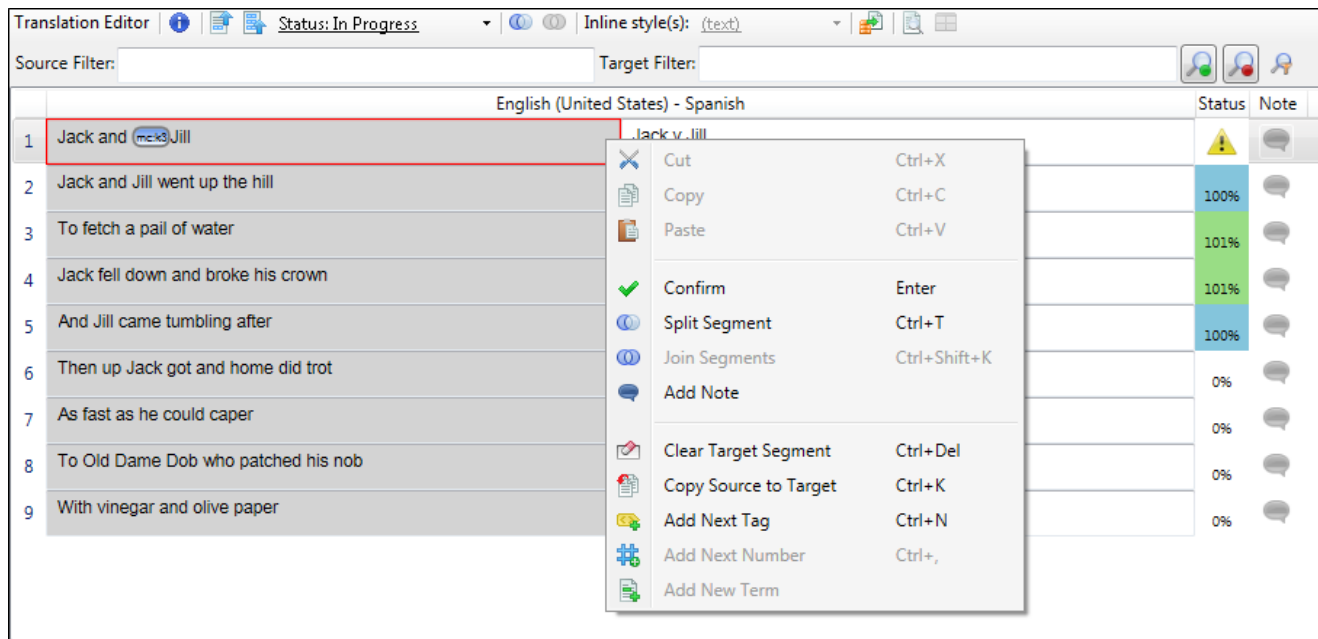 Translation Editor Status: In Progress Inline style(s): (text)
Source Filter: Target Filter:
English (United States) - Spanish Status Note
1 Jack and Jill Jack y Jill
2 Jack and Jill went up the hill 100%
3 To fetch a pail of water 101%
4 Jack fell down and broke his crown 101%
5 And Jill came tumbling after 100%
6 Then up Jack got and home did trot 0%
7 As fast as he could caper 0%
8 To Old Dame Dob who patched his nob 0%
9 With vinegar and olive paper 0%
Cut Ctrl+X
Copy Ctrl+C
Paste Ctrl+V
Confirm Enter
Split Segment Ctrl+T
Join Segments Ctrl+Shift+K
Add Note
Clear Target Segment Ctrl+Del
Copy Source to Target Ctrl+K
Add Next Tag Ctrl+N
Add Next Number Ctrl+,
Add New Term